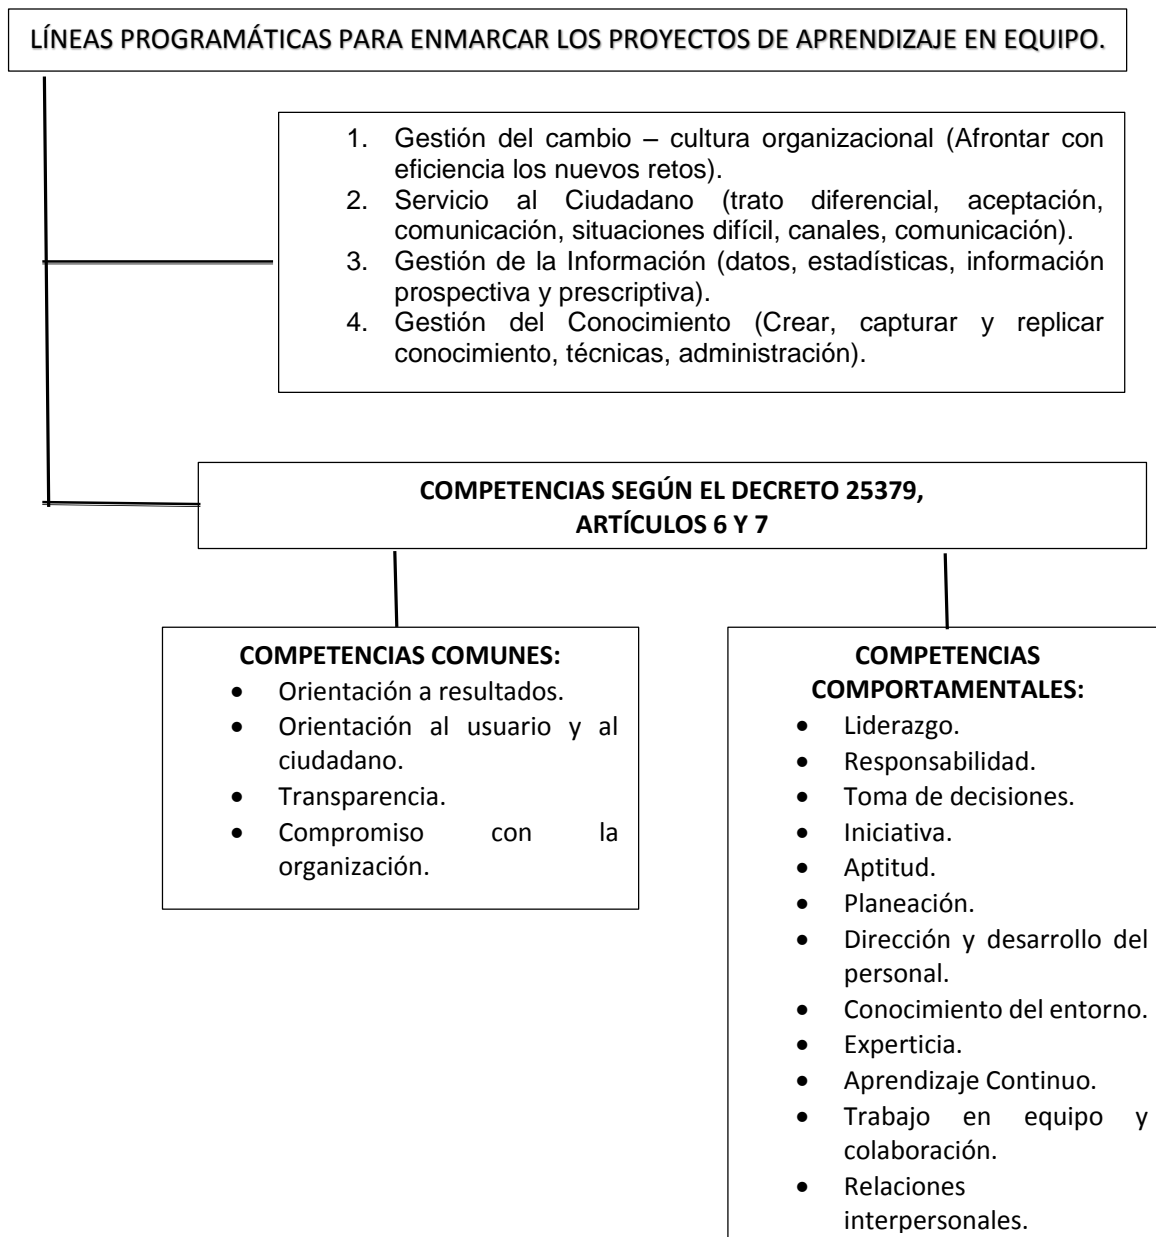 LÍNEAS PROGRAMÁTICAS PARA ENMARCAR LOS PROYECTOS DE APRENDIZAJE EN EQUIPO.
1. Gestión del cambio – cultura organizacional (Afrontar con
eficiencia los nuevos retos).
2. Servicio al Ciudadano (trato diferencial, aceptación,
comunicación, situaciones difícil, canales, comunicación).
3. Gestión de la Información (datos, estadísticas, información
prospectiva y prescriptiva).
4. Gestión del Conocimiento (Crear, capturar y replicar
conocimiento, técnicas, administración).
COMPETENCIAS SEGÚN EL DECRETO 25379,
ARTÍCULOS 6 Y 7
COMPETENCIAS COMUNES:
• Orientación a resultados.
• Orientación al usuario y al
ciudadano.
• Transparencia.
• Compromiso con la
organización.
COMPETENCIAS
COMPORTAMENTALES:
• Liderazgo.
• Responsabilidad.
• Toma de decisiones.
• Iniciativa.
• Aptitud.
• Planeación.
• Dirección y desarrollo del
personal.
• Conocimiento del entorno.
• Experticia.
• Aprendizaje Continuo.
• Trabajo en equipo y
colaboración.
• Relaciones
interpersonales.